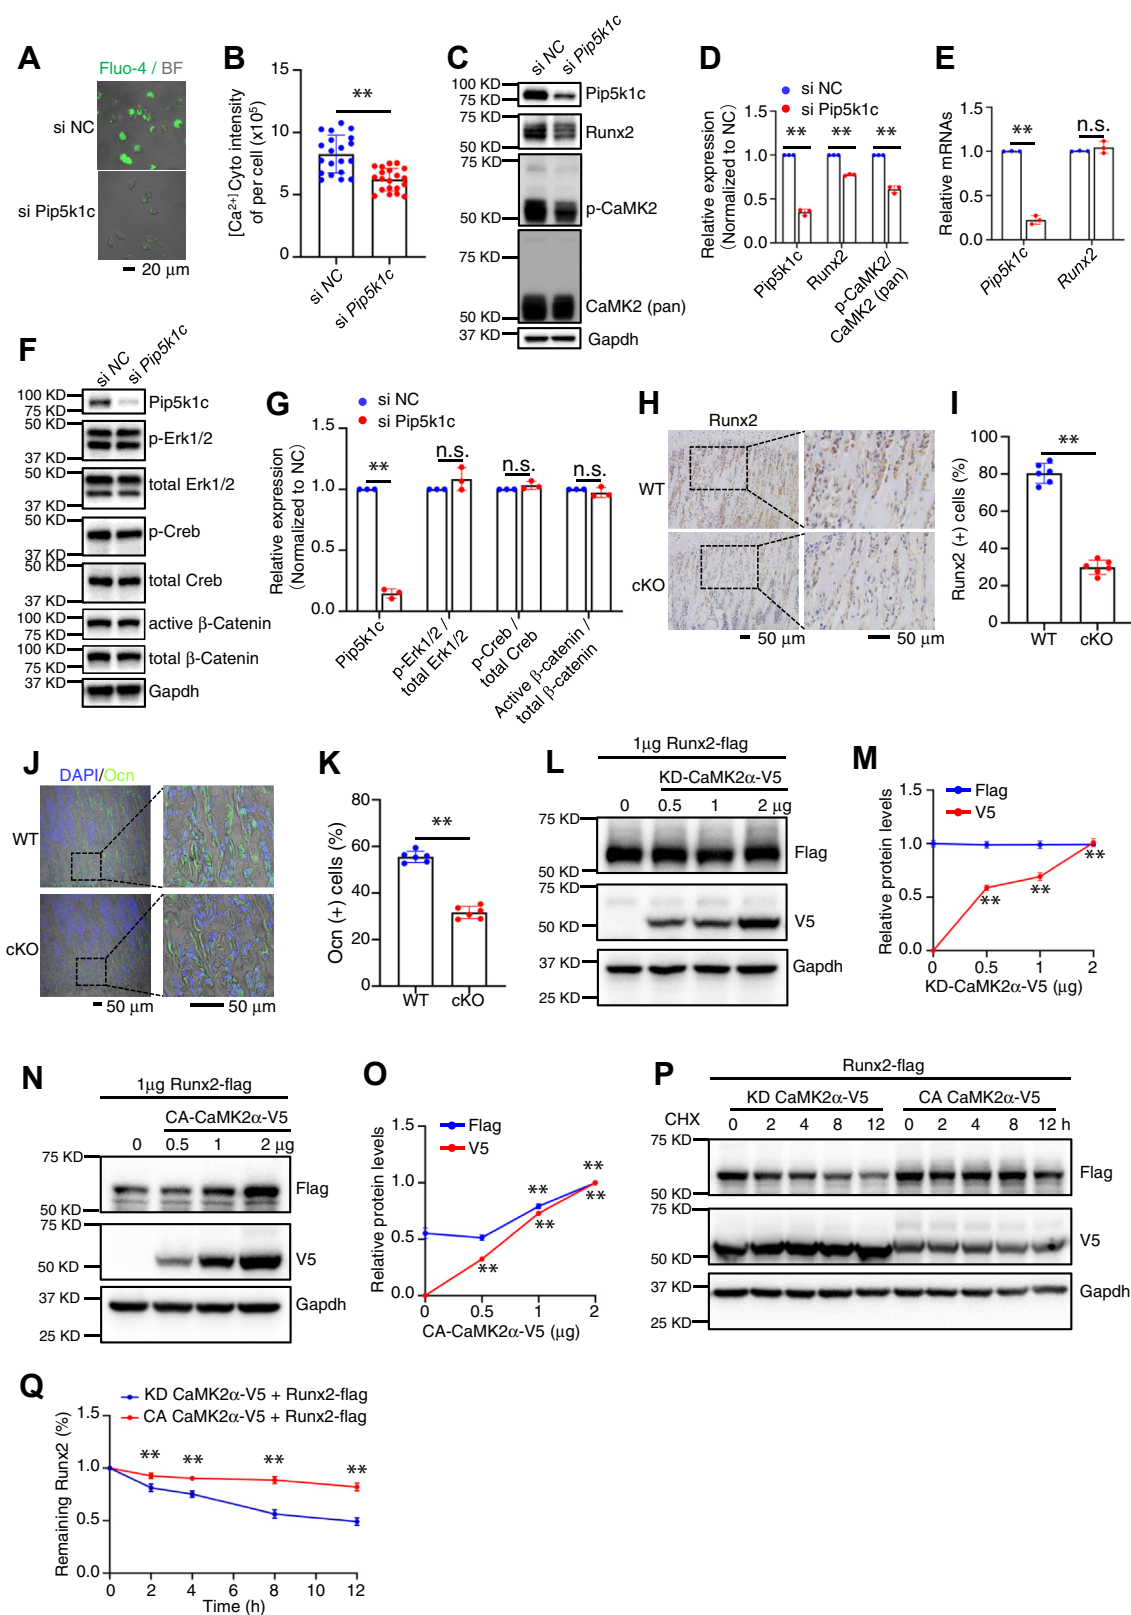 A
Fluo-4 / BF
si NC
si Pip5k1c
20 μm
B
[Ca2+] Cyto intensity
of per cell (x10⁵)
15
10
5
0
**
si NC
si Pip5k1c
C
si NC
si Pip5k1c
100 KD
75 KD
Pip5k1c
Runx2
50 KD
75 KD
p-CaMK2
50 KD
75 KD
CaMK2 (pan)
50 KD
37 KD
Gapdh
D
si NC
si Pip5k1c
Relative expression
(Normalized to NC)
1.5
1.0
0.5
0.0
** ** **
Pip5k1c
Runx2
p-CaMK2/
CaMK2 (pan)
E
Relative mRNAs
1.5
1.0
0.5
0.0
**
n.s.
Pip5k1c
Runx2
F
si NC
si Pip5k1c
100 KD
75 KD
Pip5k1c
50 KD
p-Erk1/2
37 KD
50 KD
total Erk1/2
37 KD
50 KD
p-Creb
37 KD
50 KD
total Creb
37 KD
100 KD
active β-Catenin
75 KD
100 KD
total β-Catenin
75 KD
37 KD
Gapdh
G
si NC
si Pip5k1c
Relative expression
(Normalized to NC)
1.5
1.0
0.5
0.0
**
n.s.
n.s.
n.s.
Pip5k1c
p-Erk1/2 /
total Erk1/2
p-Creb /
total Creb
Active β-catenin /
total β-catenin
H
Runx2
WT
cKO
50 μm
50 μm
I
Runx2 (+) cells (%)
100
80
60
40
20
0
**
WT cKO
J
DAPI/Ocn
WT
cKO
50 μm
50 μm
K
Ocn (+) cells (%)
80
60
40
20
0
**
WT cKO
L
1μg Runx2-flag
KD-CaMK2α-V5
0 0.5 1 2 μg
75 KD
Flag
50 KD
75 KD
V5
50 KD
37 KD
Gapdh
25 KD
M
Flag
V5
Relative protein levels
1.5
1.0
0.5
0.0
**
**
**
0 0.5 1 2
KD-CaMK2α-V5 (μg)
N
1μg Runx2-flag
CA-CaMK2α-V5
0 0.5 1 2 μg
75 KD
Flag
50 KD
75 KD
V5
50 KD
37 KD
Gapdh
25 KD
O
Flag
V5
Relative protein levels
1.5
1.0
0.5
0.0
**
**
**
**
**
0 0.5 1 2
CA-CaMK2α-V5 (μg)
P
Runx2-flag
KD CaMK2α-V5 CA CaMK2α-V5
CHX 0 2 4 8 12 0 2 4 8 12 h
75 KD
Flag
50 KD
75 KD
V5
50 KD
37 KD
Gapdh
25 KD
Q
KD CaMK2α-V5 + Runx2-flag
CA CaMK2α-V5 + Runx2-flag
Remaining Runx2 (%)
1.5
1.0
0.5
0.0
** ** ** **
0 2 4 6 8 10 12
Time (h)